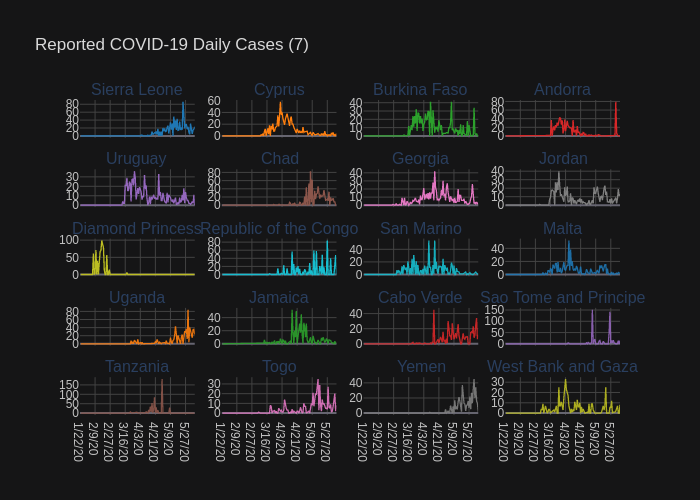 Reported COVID-19 Daily Cases (7)
Sierra Leone Cyprus Burkina Faso Andorra
80 60 40 20 0 60 40 20 0 40 30 20 10 0 80 60 40 20 0
Uruguay Chad Georgia Jordan
30 20 10 0 80 60 40 20 0 40 30 20 10 0 40 30 20 10 0
Diamond Princess Republic of the Congo San Marino Malta
100 50 0 80 60 40 20 0 40 20 0 40 20 0
Uganda Jamaica Cabo Verde Sao Tome and Principe
80 60 40 20 0 40 20 0 40 20 0 150 100 50 0
Tanzania Togo Yemen West Bank and Gaza
150 100 50 0 30 20 10 0 40 20 0 30 20 10 0
1/22/20 2/9/20 2/27/20 3/16/20 4/3/20 4/21/20 5/9/20 5/27/20 1/22/20 2/9/20 2/27/20 3/16/20 4/3/20 4/21/20 5/9/20 5/27/20 1/22/20 2/9/20 2/27/20 3/16/20 4/3/20 4/21/20 5/9/20 5/27/20 1/22/20 2/9/20 2/27/20 3/16/20 4/3/20 4/21/20 5/9/20 5/27/20